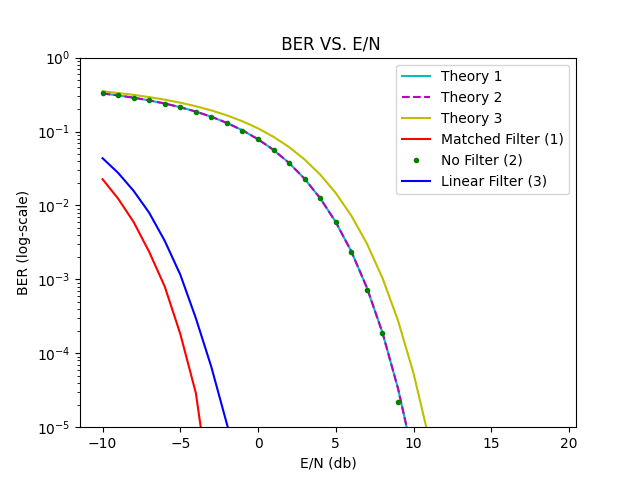 BER VS. E/N
10^0
10^-1
10^-2
10^-3
10^-4
10^-5
BER (log-scale)
Theory 1
Theory 2
Theory 3
Matched Filter (1)
No Filter (2)
Linear Filter (3)
−10 −5 0 5 10 15 20
E/N (db)